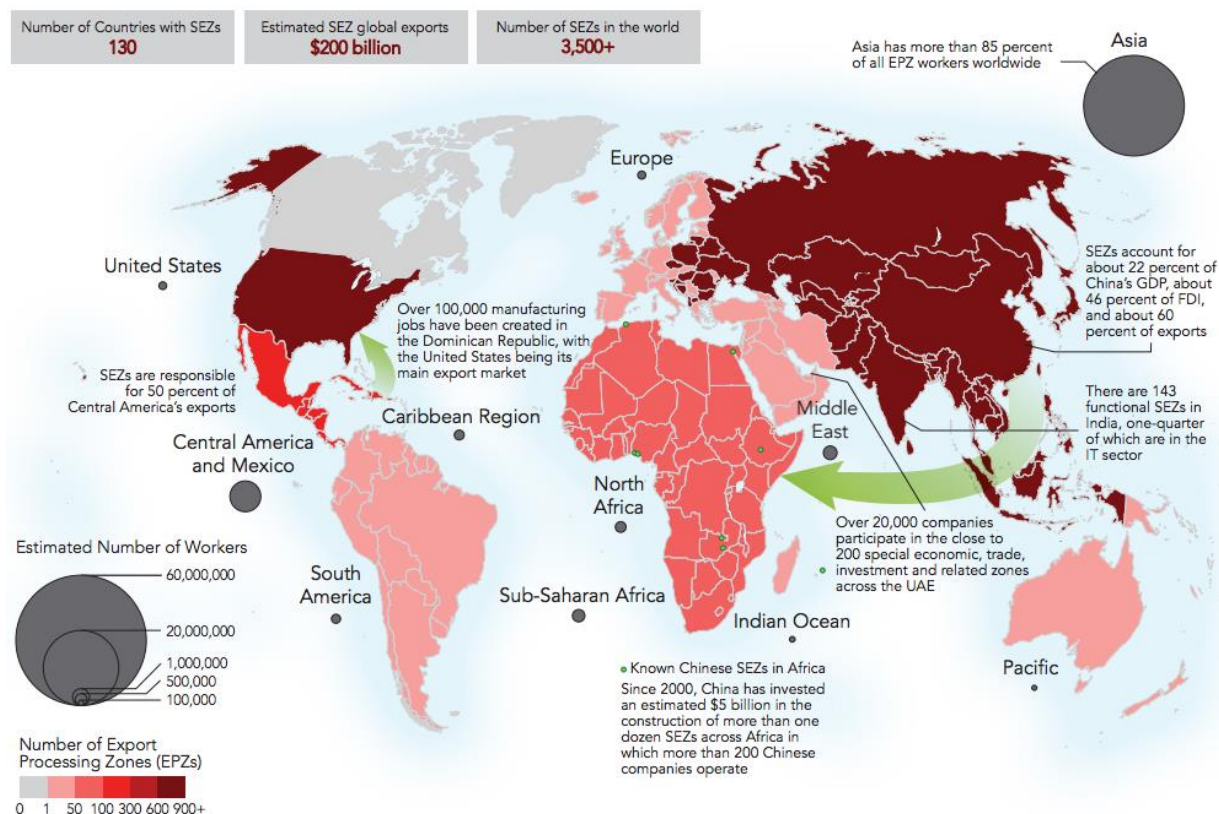 Number of Countries with SEZs
130
Estimated SEZ global exports
$200 billion
Number of SEZs in the world
3,500+
Asia has more than 85 percent
of all EPZ workers worldwide
Asia
Europe
United States
Over 100,000 manufacturing
jobs have been created in
the Dominican Republic, with
the United States being its
main export market
SEZs account for
about 22 percent of
China's GDP, about
46 percent of FDI,
and about 60
percent of exports
SEZs are responsible
for 50 percent of
Central America's exports
Caribbean Region
Central America
and Mexico
Middle
East
There are 143
functional SEZs in
India, one-quarter
of which are in the
IT sector
North
Africa
Over 20,000 companies
participate in the close to
200 special economic, trade,
investment and related zones
across the UAE
South
America
Sub-Saharan Africa
Indian Ocean
Pacific
Estimated Number of Workers
60,000,000
20,000,000
1,000,000
500,000
100,000
Known Chinese SEZs in Africa
Since 2000, China has invested
an estimated $5 billion in the
construction of more than one
dozen SEZs across Africa in
which more than 200 Chinese
companies operate
Number of Export
Processing Zones (EPZs)
0 1 50 100 300 600 900+